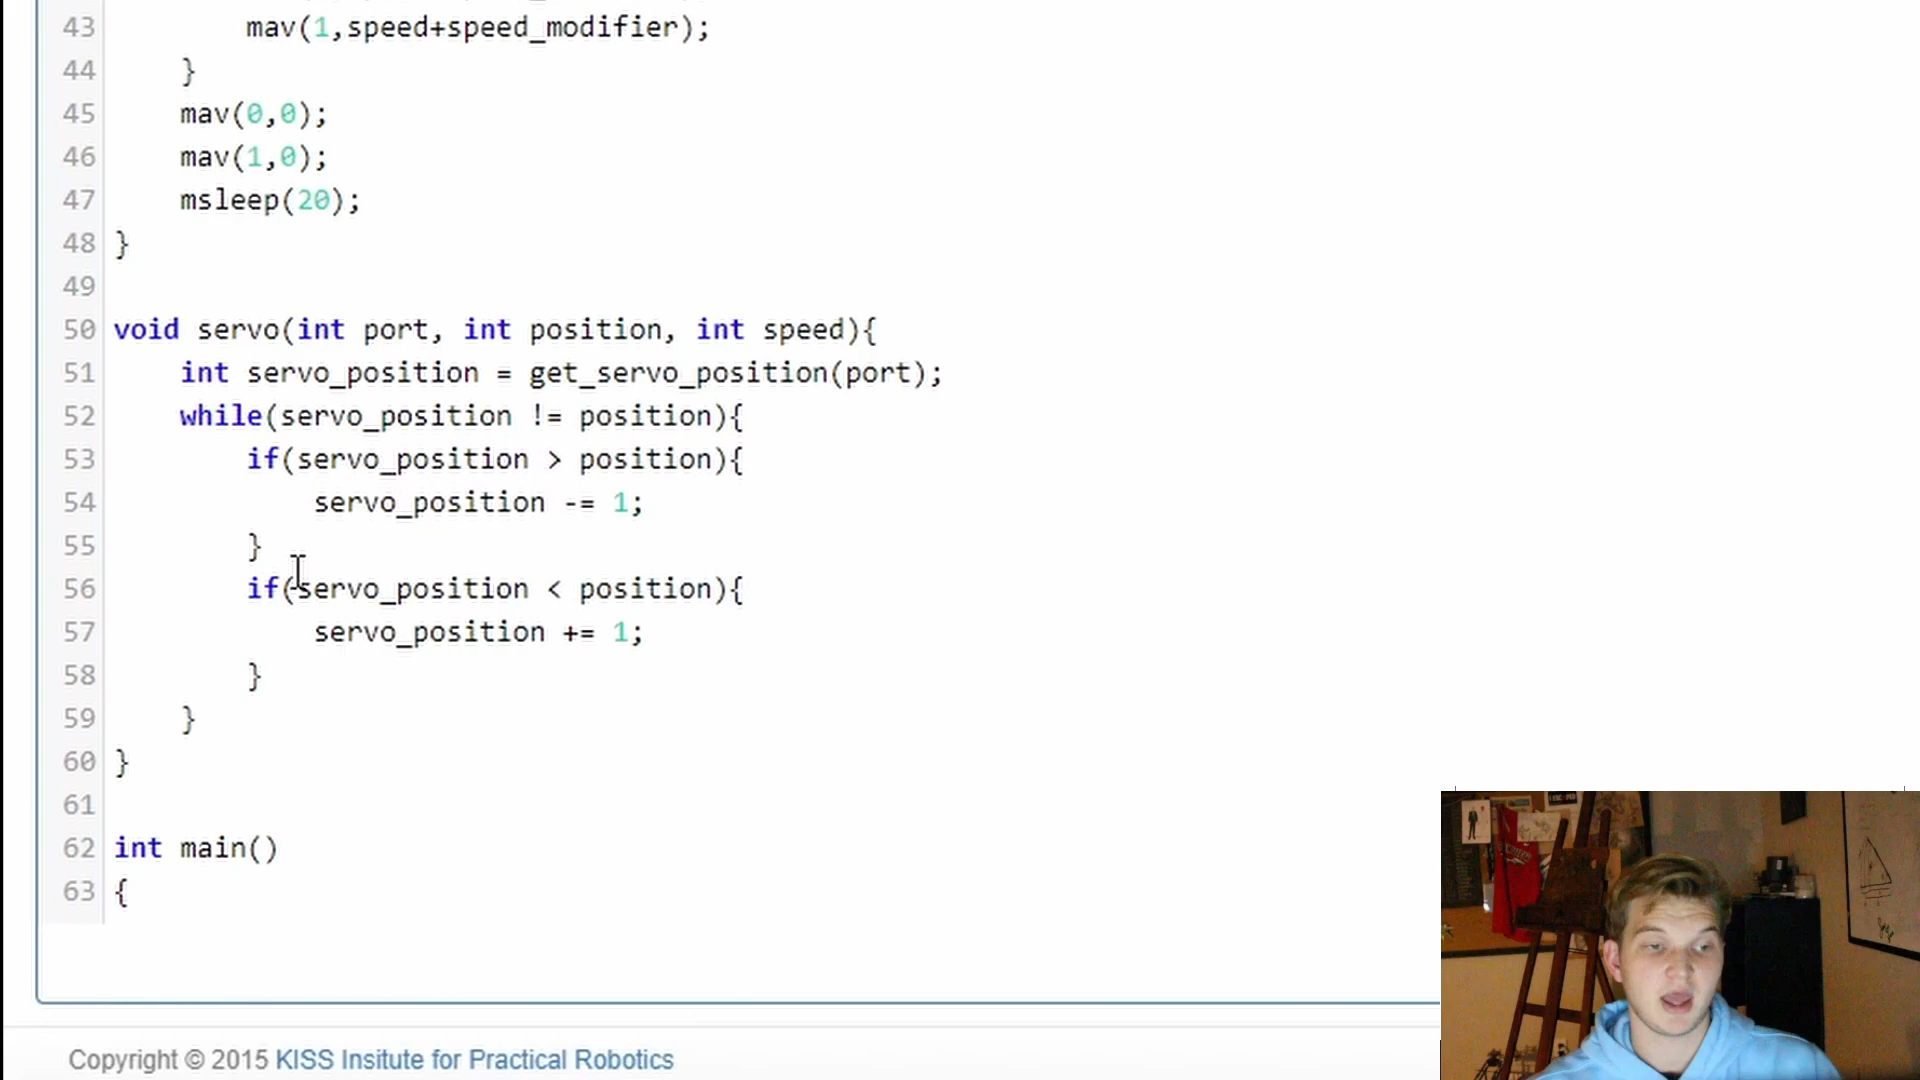 43 mav(1,speed+speed_modifier);
44 }
45 mav(0,0);
46 mav(1,0);
47 msleep(20);
48 }
49
50 void servo(int port, int position, int speed){
51 int servo_position = get_servo_position(port);
52 while(servo_position != position){
53 if(servo_position > position){
54 servo_position -= 1;
55 }
56 if(servo_position < position){
57 servo_position += 1;
58 }
59 }
60 }
61
62 int main()
63 {
Copyright © 2015 KISS Insitute for Practical Robotics